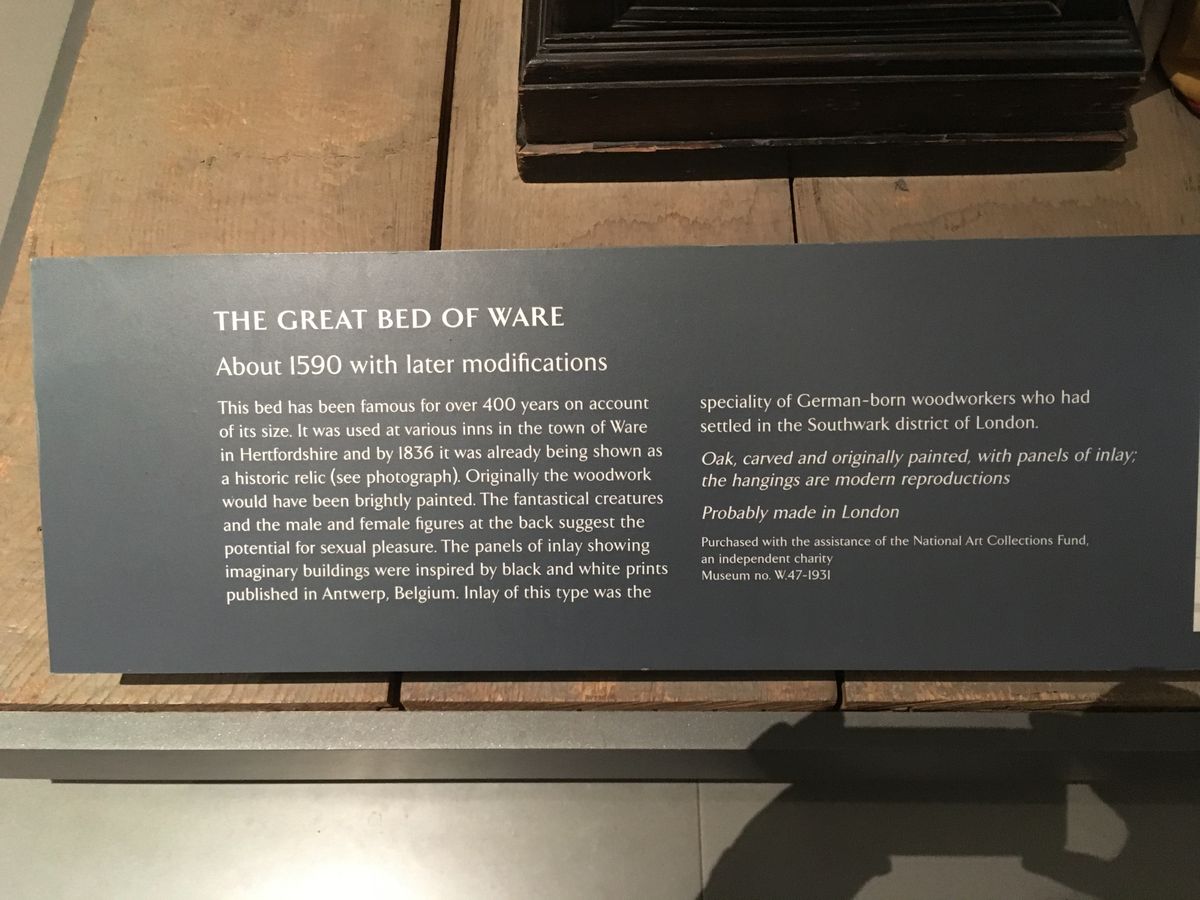 THE GREAT BED OF WARE
About 1590 with later modifications
This bed has been famous for over 400 years on account
of its size. It was used at various inns in the town of Ware
in Hertfordshire and by 1836 it was already being shown as
a historic relic (see photograph). Originally the woodwork
would have been brightly painted. The fantastical creatures
and the male and female figures at the back suggest the
potential for sexual pleasure. The panels of inlay showing
imaginary buildings were inspired by black and white prints
published in Antwerp, Belgium. Inlay of this type was the
speciality of German-born woodworkers who had
settled in the Southwark district of London.
Oak, carved and originally painted, with panels of inlay;
the hangings are modern reproductions
Probably made in London
Purchased with the assistance of the National Art Collections Fund,
an independent charity
Museum no. W.47-1931